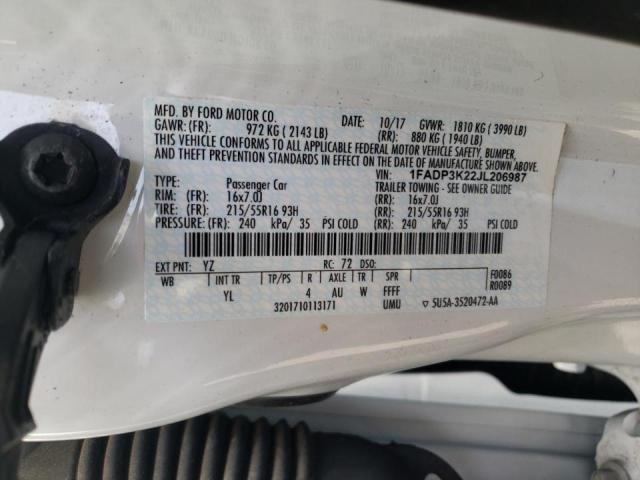 MFD. BY FORD MOTOR CO.
10/17
GVWR: 1810 KG ( 3990 LB)
GAWR: (FR): 972 KG ( 2143 LB)
(RR): 880 KG ( 1940 LB)
THIS VEHICLE CONFORMS TO ALL APPLICABLE FEDERAL MOTOR VEHICLE SAFETY, BUMPER,
AND THEFT PREVENTION STANDARDS IN EFFECT ON THE DATE OF MANUFACTURE SHOWN ABOVE.
VIN: 1FADP3K22JL206987
TYPE: Passenger Car
TRAILER TOWING - SEE OWNER GUIDE
RIM: (FR): 16x7.0J
(RR): 16x7.0J
TIRE: (FR): 215/55R16 93H
(RR): 215/55R16 93H
PRESSURE: (FR): 240 kPa/ 35 PSI COLD
(RR): 240 kPa/ 35 PSI COLD
EXT PNT: YZ
RC: 72 DSO:
F0086
R0089
WB INT TR TP/PS R AXLE TR SPR
YL 4 AU W FFFF
3201710113171
UMU
▽ 5U5A-3520472-AA